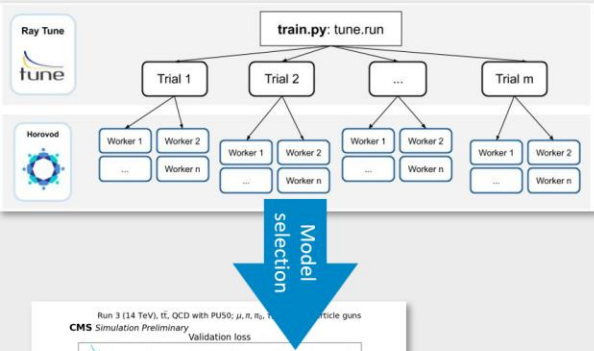 Ray Tune
tune
train.py: tune.run
Trial 1
Trial 2
...
Trial m
Horovod
Worker 1
Worker 2
...
Worker n
Worker 1
Worker 2
...
Worker n
Worker 1
Worker 2
...
Worker n
Worker 1
Worker 2
...
Worker n
Model
selection
Run 3 (14 TeV), tt̄, QCD with PU50; μ, π, π₀, rticle guns
CMS Simulation Preliminary
Validation loss